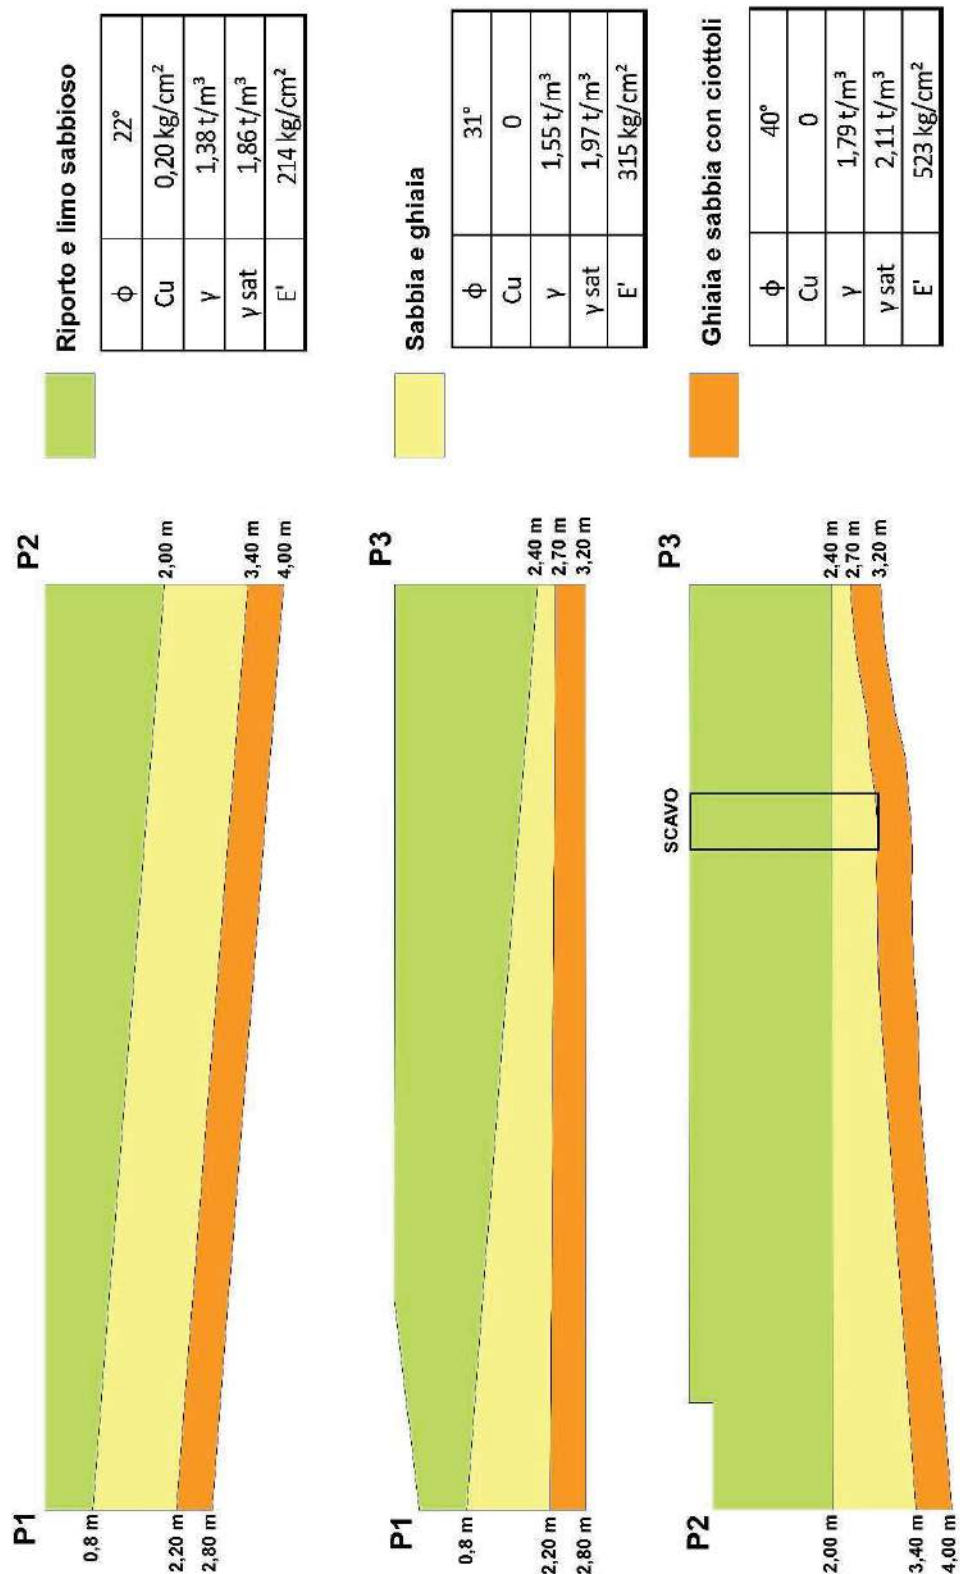 P1
P2
0,8 m
2,20 m
2,80 m
2,00 m
3,40 m
4,00 m
Riporto e limo sabbioso
ϕ 22°
Cu 0,20 kg/cm²
γ 1,38 t/m³
γ sat 1,86 t/m³
E' 214 kg/cm²
P1
P3
0,8 m
2,20 m
2,80 m
2,40 m
2,70 m
3,20 m
Sabbia e ghiaia
ϕ 31°
Cu 0
γ 1,55 t/m³
γ sat 1,97 t/m³
E' 315 kg/cm²
P2
SCAVO
P3
2,00 m
3,40 m
4,00 m
2,40 m
2,70 m
3,20 m
Ghiaia e sabbia con ciottoli
ϕ 40°
Cu 0
γ 1,79 t/m³
γ sat 2,11 t/m³
E' 523 kg/cm²